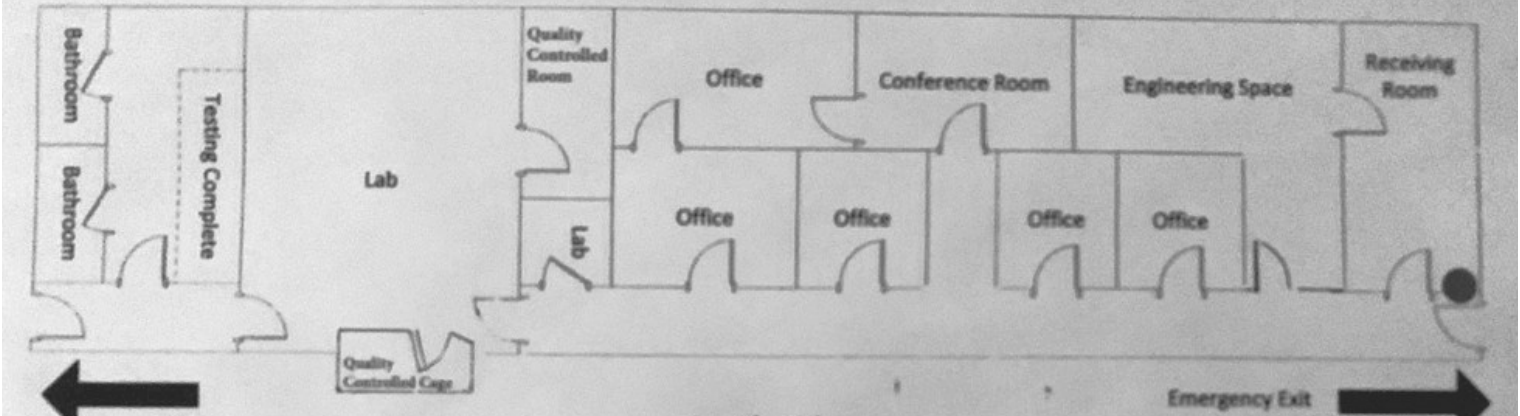 Bathroom
Bathroom
Testing Complete
Lab
Quality
Controlled
Room
Lab
Office
Conference Room
Engineering Space
Receiving
Room
Office
Office
Office
Office
Quality
Controlled Cage
Emergency Exit